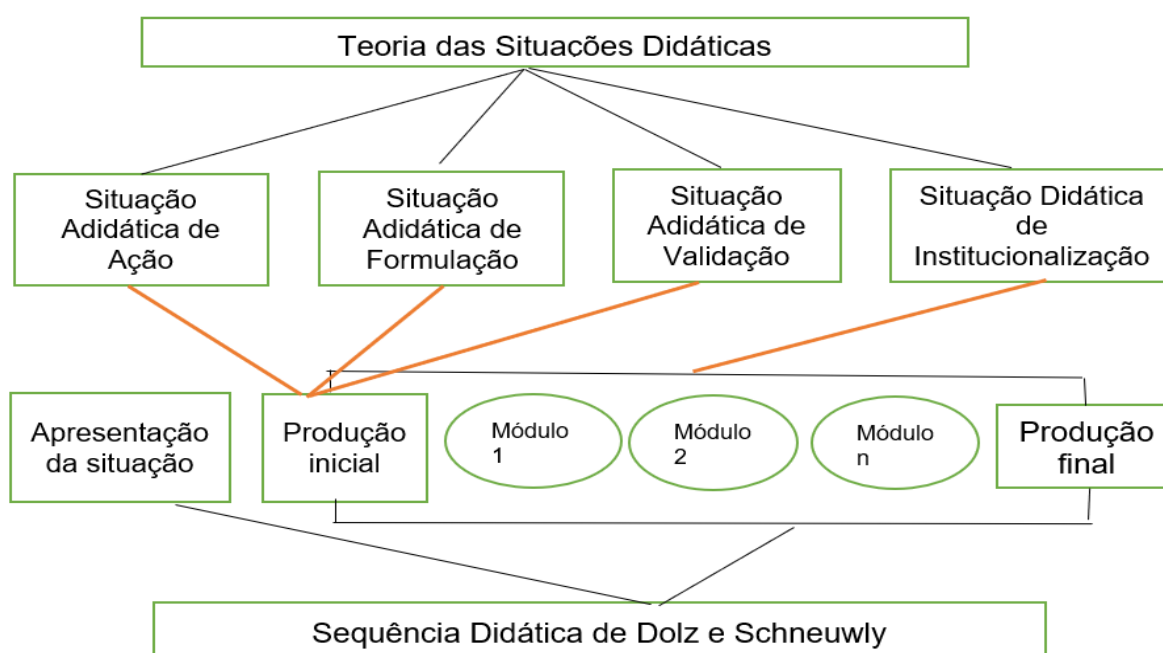 Teoria das Situações Didáticas
Situação
Adidática de
Ação
Situação
Adidática de
Formulação
Situação
Adidática de
Validação
Situação Didática
de
Institucionalização
Apresentação
da situação
Produção
inicial
Módulo
1
Módulo
2
Módulo
n
Produção
final
Sequência Didática de Dolz e Schneuwly